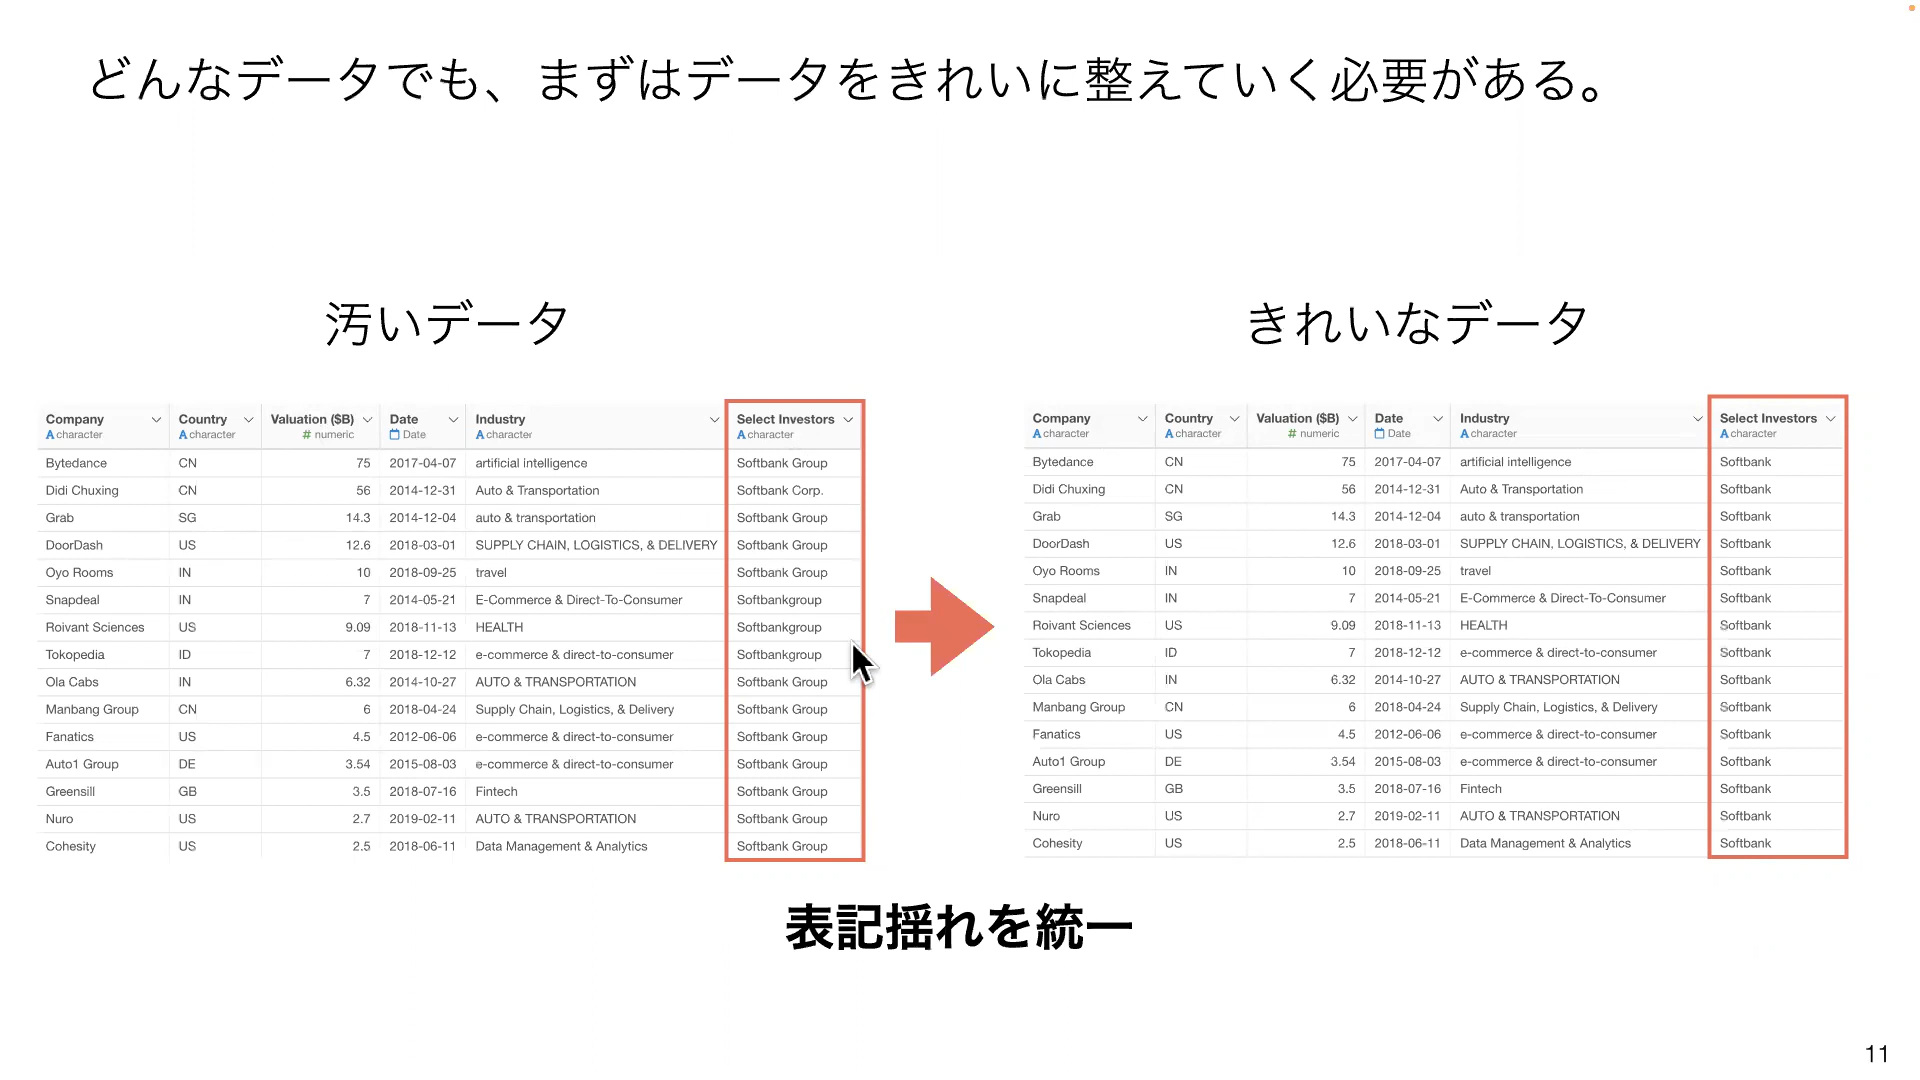 どんなデータでも、まずはデータをきれいに整えていく必要がある。
汚いデータ
きれいなデータ
Company Country Valuation ($B) Date Industry Select Investors
A character A character # numeric Date A character A character
Bytedance CN 75 2017-04-07 artificial intelligence Softbank Group
Didi Chuxing CN 56 2014-12-31 Auto & Transportation Softbank Corp.
Grab SG 14.3 2014-12-04 auto & transportation Softbank Group
DoorDash US 12.6 2018-03-01 SUPPLY CHAIN, LOGISTICS, & DELIVERY Softbank Group
Oyo Rooms IN 10 2018-09-25 travel Softbank Group
Snapdeal IN 7 2014-05-21 E-Commerce & Direct-To-Consumer Softbankgroup
Roivant Sciences US 9.09 2018-11-13 HEALTH Softbankgroup
Tokopedia ID 7 2018-12-12 e-commerce & direct-to-consumer Softbankgroup
Ola Cabs IN 6.32 2014-10-27 AUTO & TRANSPORTATION Softbank Group
Manbang Group CN 6 2018-04-24 Supply Chain, Logistics, & Delivery Softbank Group
Fanatics US 4.5 2012-06-06 e-commerce & direct-to-consumer Softbank Group
Auto1 Group DE 3.54 2015-08-03 e-commerce & direct-to-consumer Softbank Group
Greensill GB 3.5 2018-07-16 Fintech Softbank Group
Nuro US 2.7 2019-02-11 AUTO & TRANSPORTATION Softbank Group
Cohesity US 2.5 2018-06-11 Data Management & Analytics Softbank Group
Company Country Valuation ($B) Date Industry Select Investors
A character A character # numeric Date A character A character
Bytedance CN 75 2017-04-07 artificial intelligence Softbank
Didi Chuxing CN 56 2014-12-31 Auto & Transportation Softbank
Grab SG 14.3 2014-12-04 auto & transportation Softbank
DoorDash US 12.6 2018-03-01 SUPPLY CHAIN, LOGISTICS, & DELIVERY Softbank
Oyo Rooms IN 10 2018-09-25 travel Softbank
Snapdeal IN 7 2014-05-21 E-Commerce & Direct-To-Consumer Softbank
Roivant Sciences US 9.09 2018-11-13 HEALTH Softbank
Tokopedia ID 7 2018-12-12 e-commerce & direct-to-consumer Softbank
Ola Cabs IN 6.32 2014-10-27 AUTO & TRANSPORTATION Softbank
Manbang Group CN 6 2018-04-24 Supply Chain, Logistics, & Delivery Softbank
Fanatics US 4.5 2012-06-06 e-commerce & direct-to-consumer Softbank
Auto1 Group DE 3.54 2015-08-03 e-commerce & direct-to-consumer Softbank
Greensill GB 3.5 2018-07-16 Fintech Softbank
Nuro US 2.7 2019-02-11 AUTO & TRANSPORTATION Softbank
Cohesity US 2.5 2018-06-11 Data Management & Analytics Softbank
表記揺れを統一
11